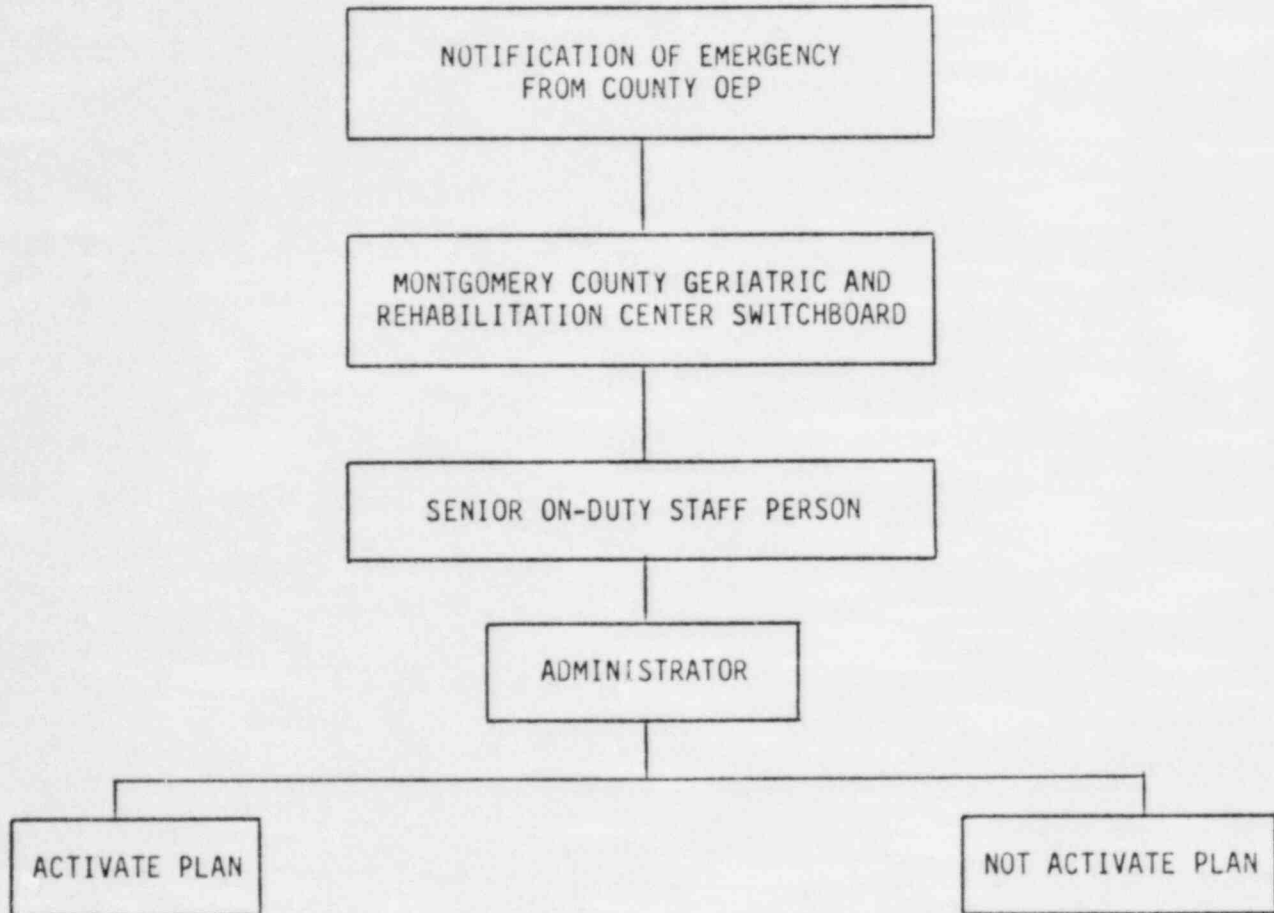 NOTIFICATION OF EMERGENCY
FROM COUNTY OEP
MONTGOMERY COUNTY GERIATRIC AND
REHABILITATION CENTER SWITCHBOARD
SENIOR ON-DUTY STAFF PERSON
ADMINISTRATOR
ACTIVATE PLAN
NOT ACTIVATE PLAN